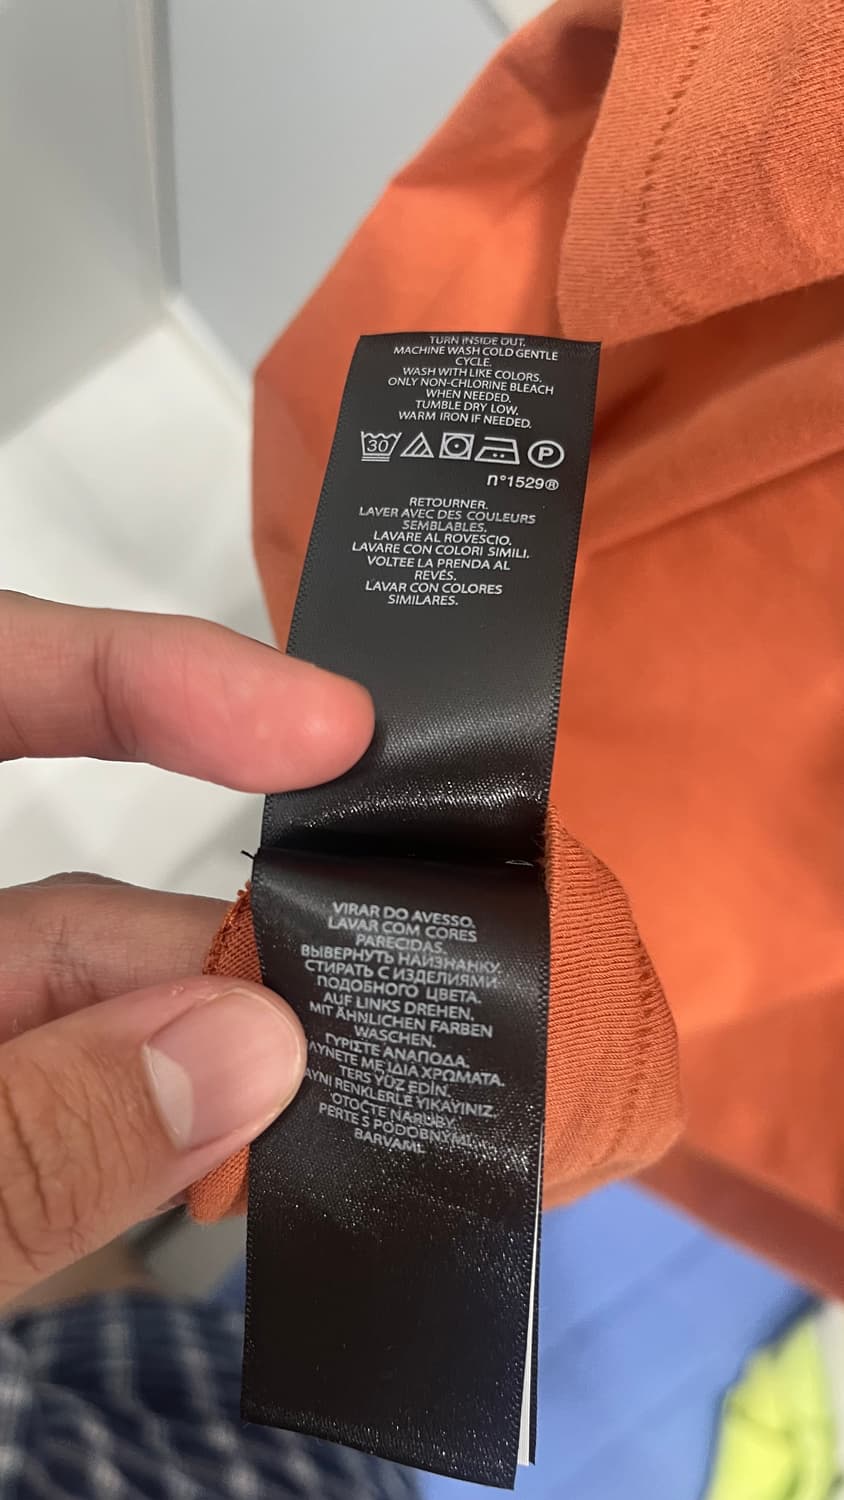 TURN INSIDE OUT.
MACHINE WASH COLD GENTLE
CYCLE.
WASH WITH LIKE COLORS.
ONLY NON-CHLORINE BLEACH
WHEN NEEDED.
TUMBLE DRY LOW.
WARM IRON IF NEEDED.
30 P
n°1529®
RETOURNER.
LAVER AVEC DES COULEURS
SEMBLABLES.
LAVARE AL ROVESCIO.
LAVARE CON COLORI SIMILI.
VOLTEE LA PRENDA AL
REVÉS.
LAVAR CON COLORES
SIMILARES.
VIRAR DO AVESSO.
LAVAR COM CORES
PARECIDAS.
ВЫВЕРНУТЬ НАИЗНАНКУ.
СТИРАТЬ С ИЗДЕЛИЯМИ
ПОДОБНОГО ЦВЕТА.
AUF LINKS DREHEN.
MIT ÄHNLICHEN FARBEN
WASCHEN.
ΓΥΡΙΣΤΕ ΑΝΑΠΟΔΑ.
ΜΕ ΙΔΙΑ ΧΡΩΜΑΤΑ.
TERS YÜZ EDİN.
RENKLERLE YIKAYINIZ.
OTOČTE NARUBY.
PERTE S PODOBNÝMI
BARVAMI.